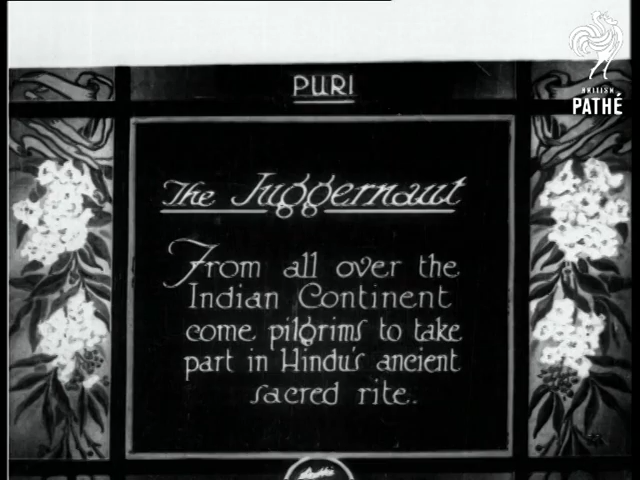 PURI
BRITISH
PATHÉ
The Juggernaut
From all over the
Indian Continent
come pilgrims to take
part in Hindu's ancient
sacred rite.